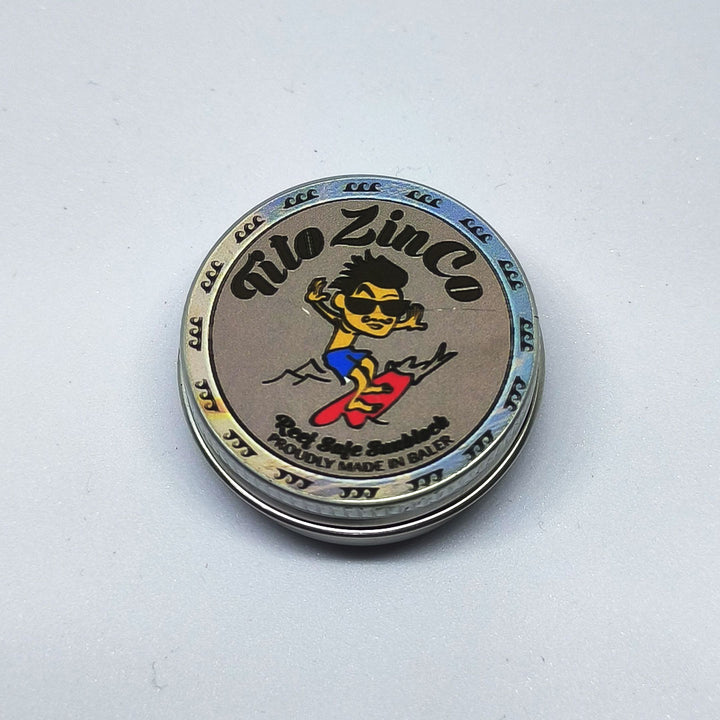 Tito ZinCo
Reef Safe Sunblock
PROUDLY MADE IN BALER